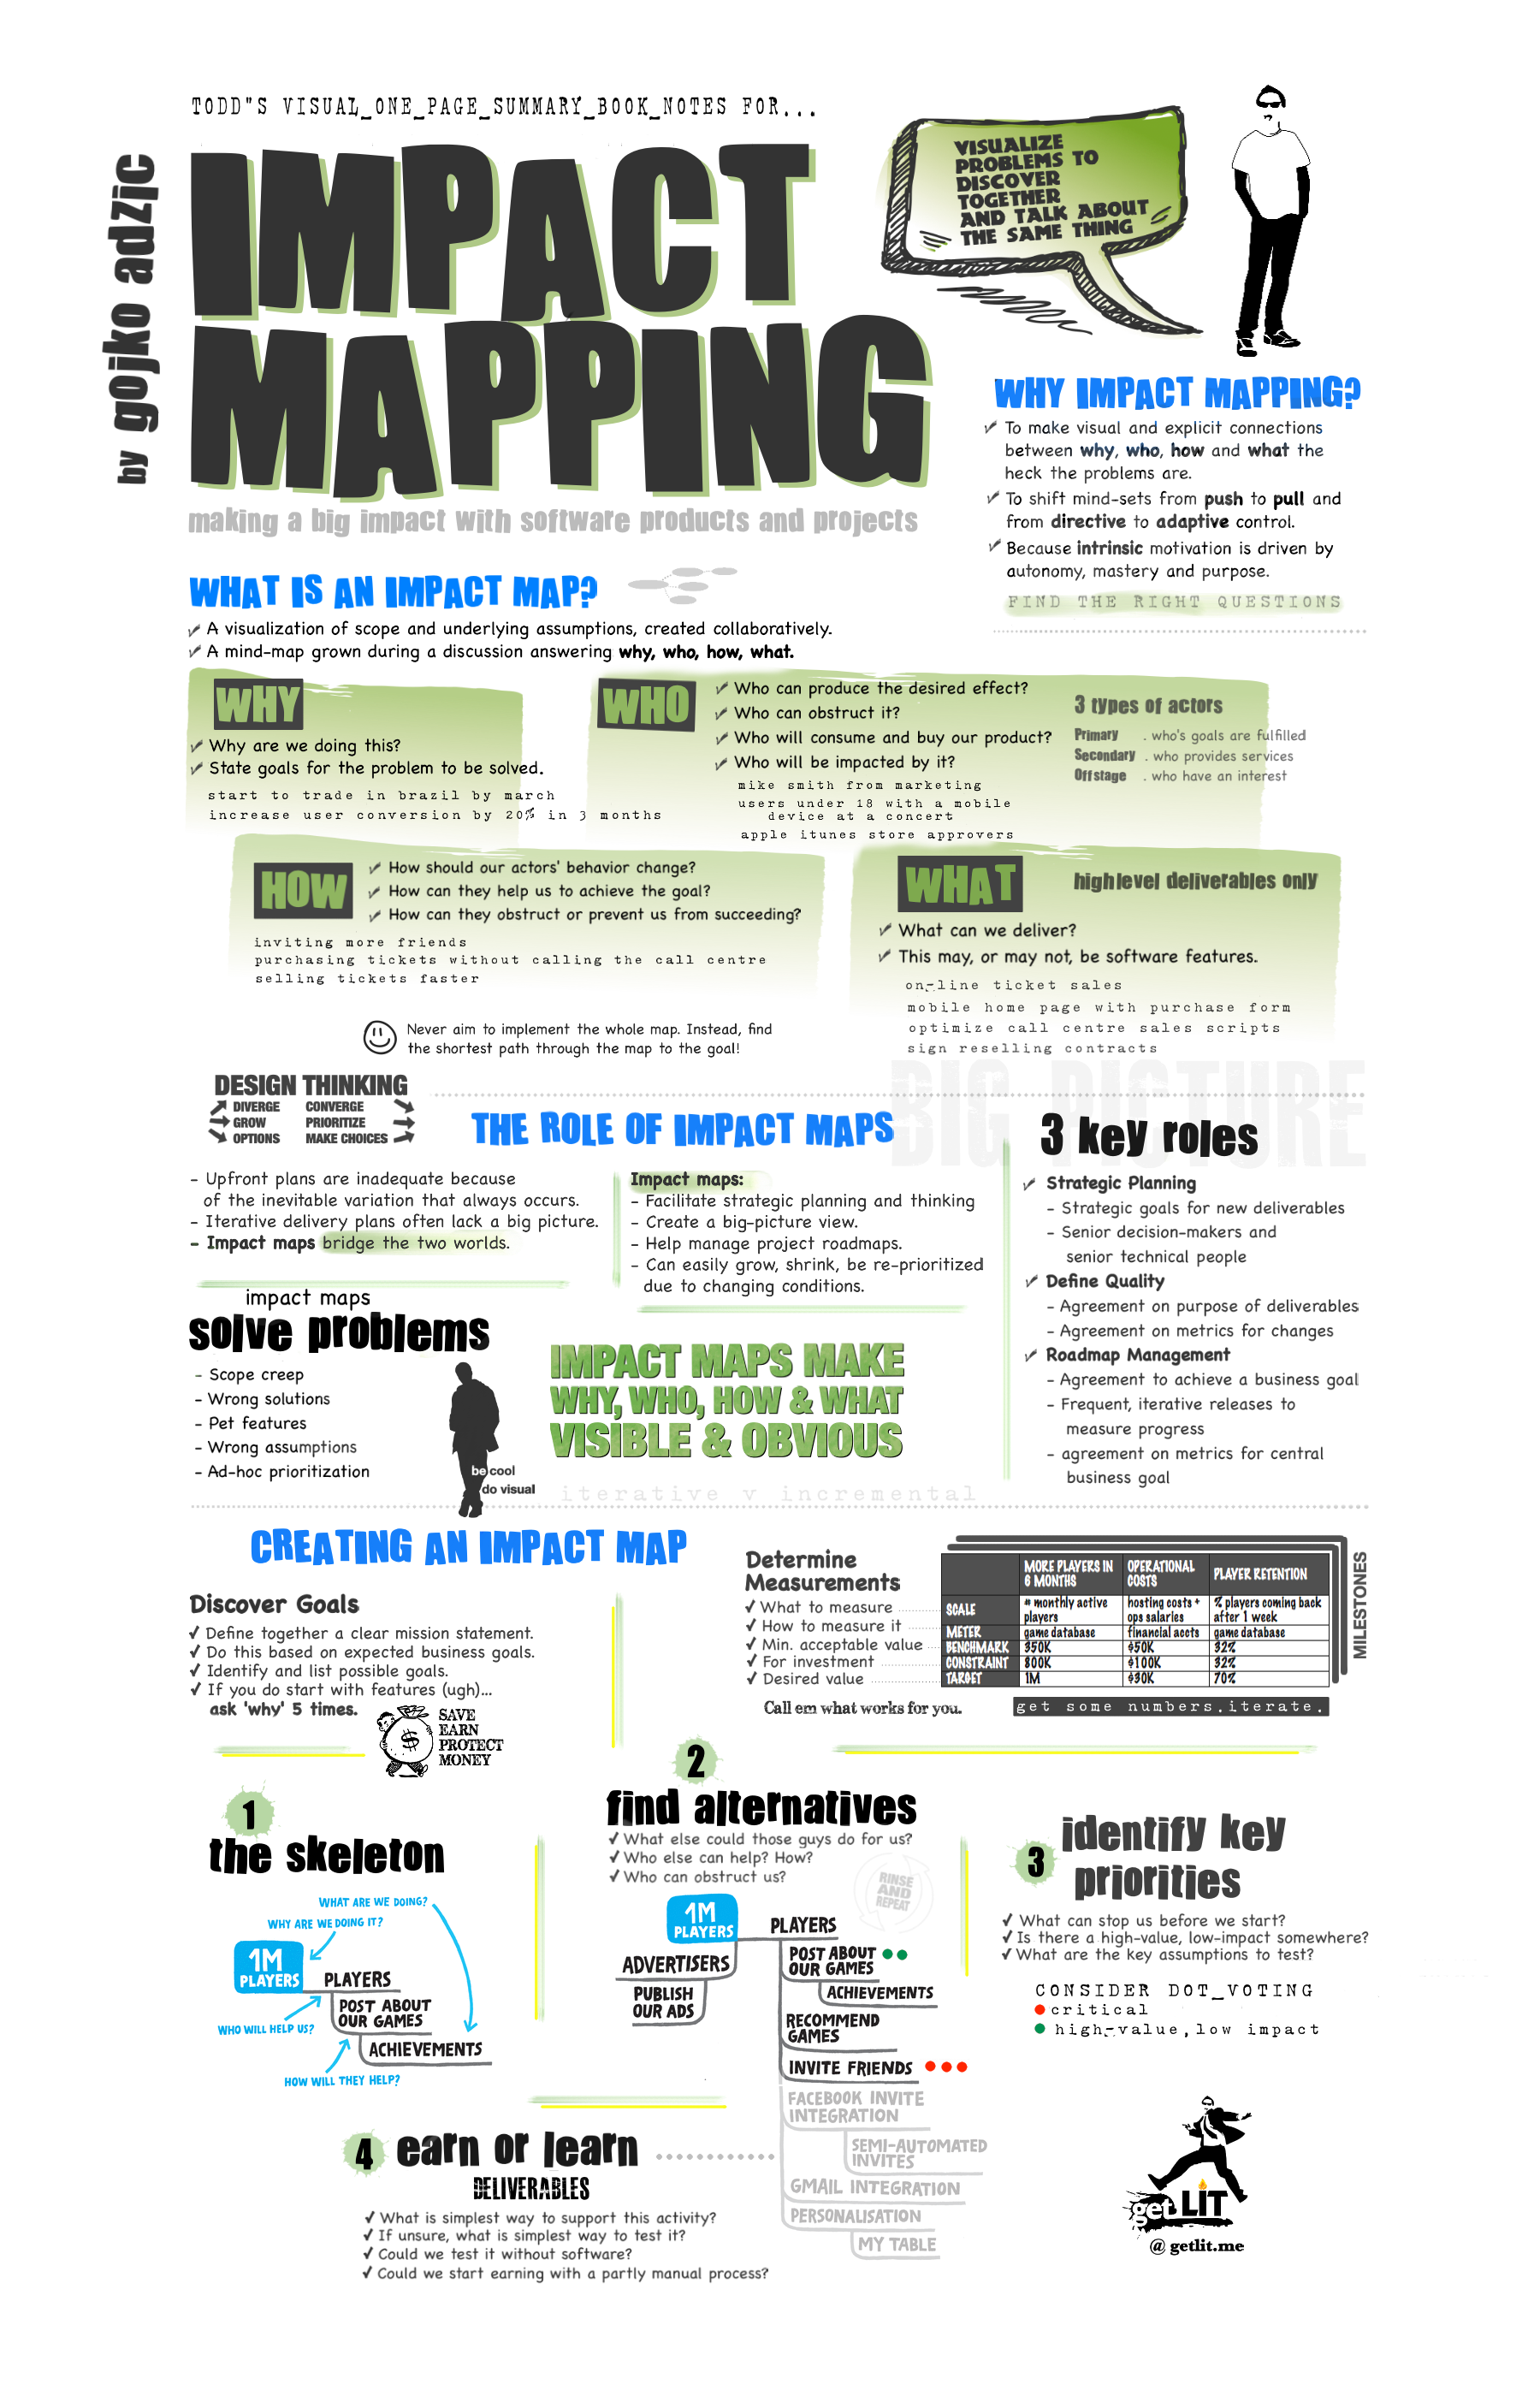 TODD"S VISUAL_ONE_PAGE_SUMMARY_BOOK_NOTES FOR...
by gojko adzic
IMPACT
MAPPING
making a big impact with software products and projects
VISUALIZE
PROBLEMS TO
DISCOVER
TOGETHER
AND TALK ABOUT
THE SAME THING
WHY IMPACT MAPPING?
To make visual and explicit connections
between why, who, how and what the
heck the problems are.
To shift mind-sets from push to pull and
from directive to adaptive control.
Because intrinsic motivation is driven by
autonomy, mastery and purpose.
FIND THE RIGHT QUESTIONS
WHAT IS AN IMPACT MAP?
A visualization of scope and underlying assumptions, created collaboratively.
A mind-map grown during a discussion answering why, who, how, what.
WHY
Why are we doing this?
State goals for the problem to be solved.
start to trade in brazil by march
increase user conversion by 20% in 3 months
WHO
Who can produce the desired effect?
Who can obstruct it?
Who will consume and buy our product?
Who will be impacted by it?
mike smith from marketing
users under 18 with a mobile
device at a concert
apple itunes store approvers
3 types of actors
Primary . who's goals are fulfilled
Secondary . who provides services
Offstage . who have an interest
HOW
How should our actors' behavior change?
How can they help us to achieve the goal?
How can they obstruct or prevent us from succeeding?
inviting more friends
purchasing tickets without calling the call centre
selling tickets faster
WHAT
highlevel deliverables only
What can we deliver?
This may, or may not, be software features.
on-line ticket sales
mobile home page with purchase form
optimize call centre sales scripts
sign reselling contracts
Never aim to implement the whole map. Instead, find
the shortest path through the map to the goal!
BIG PICTURE
DESIGN THINKING
DIVERGE CONVERGE
GROW PRIORITIZE
OPTIONS MAKE CHOICES
THE ROLE OF IMPACT MAPS
- Upfront plans are inadequate because
of the inevitable variation that always occurs.
- Iterative delivery plans often lack a big picture.
- Impact maps bridge the two worlds.
Impact maps:
- Facilitate strategic planning and thinking
- Create a big-picture view.
- Help manage project roadmaps.
- Can easily grow, shrink, be re-prioritized
due to changing conditions.
3 key roles
Strategic Planning
- Strategic goals for new deliverables
- Senior decision-makers and
senior technical people
Define Quality
- Agreement on purpose of deliverables
- Agreement on metrics for changes
Roadmap Management
- Agreement to achieve a business goal
- Frequent, iterative releases to
measure progress
- agreement on metrics for central
business goal
impact maps
solve problems
- Scope creep
- Wrong solutions
- Pet features
- Wrong assumptions
- Ad-hoc prioritization
be cool
do visual
IMPACT MAPS MAKE
WHY, WHO, HOW & WHAT
VISIBLE & OBVIOUS
iterative v incremental
CREATING AN IMPACT MAP
Discover Goals
Define together a clear mission statement.
Do this based on expected business goals.
Identify and list possible goals.
If you do start with features (ugh)...
ask 'why' 5 times.
SAVE
EARN
PROTECT
MONEY
Determine
Measurements
What to measure
How to measure it
Min. acceptable value
For investment
Desired value
Call em what works for you.
MORE PLAYERS IN 6 MONTHS OPERATIONAL COSTS PLAYER RETENTION
SCALE # monthly active players hosting costs + ops salaries % players coming back after 1 week
METER game database financial accts game database
BENCHMARK 350K $50K 32%
CONSTRAINT 800K $100K 32%
TARGET 1M $30K 70%
MILESTONES
get some numbers.iterate.
1
the skeleton
WHAT ARE WE DOING?
WHY ARE WE DOING IT?
1M
PLAYERS
PLAYERS
POST ABOUT
OUR GAMES
WHO WILL HELP US?
ACHIEVEMENTS
HOW WILL THEY HELP?
2
find alternatives
What else could those guys do for us?
Who else can help? How?
Who can obstruct us?
RINSE
AND
REPEAT
1M
PLAYERS
PLAYERS
ADVERTISERS
PUBLISH
OUR ADS
POST ABOUT
OUR GAMES
ACHIEVEMENTS
RECOMMEND
GAMES
INVITE FRIENDS
FACEBOOK INVITE
INTEGRATION
SEMI-AUTOMATED
INVITES
GMAIL INTEGRATION
PERSONALISATION
MY TABLE
3
identify key
priorities
What can stop us before we start?
Is there a high-value, low-impact somewhere?
What are the key assumptions to test?
CONSIDER DOT_VOTING
critical
high-value,low impact
4
earn or learn
DELIVERABLES
What is simplest way to support this activity?
If unsure, what is simplest way to test it?
Could we test it without software?
Could we start earning with a partly manual process?
get LIT
@ getlit.me